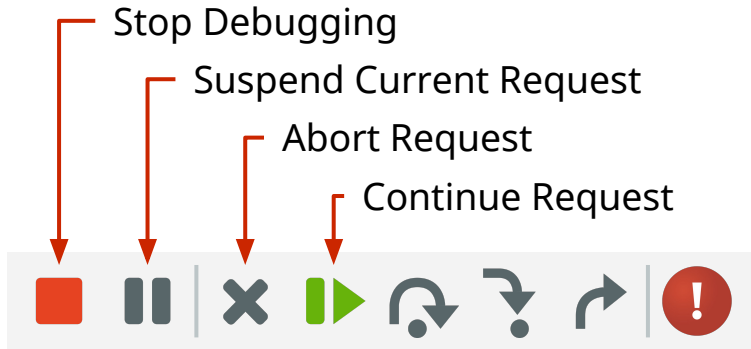 Stop Debugging
Suspend Current Request
Abort Request
Continue Request
!